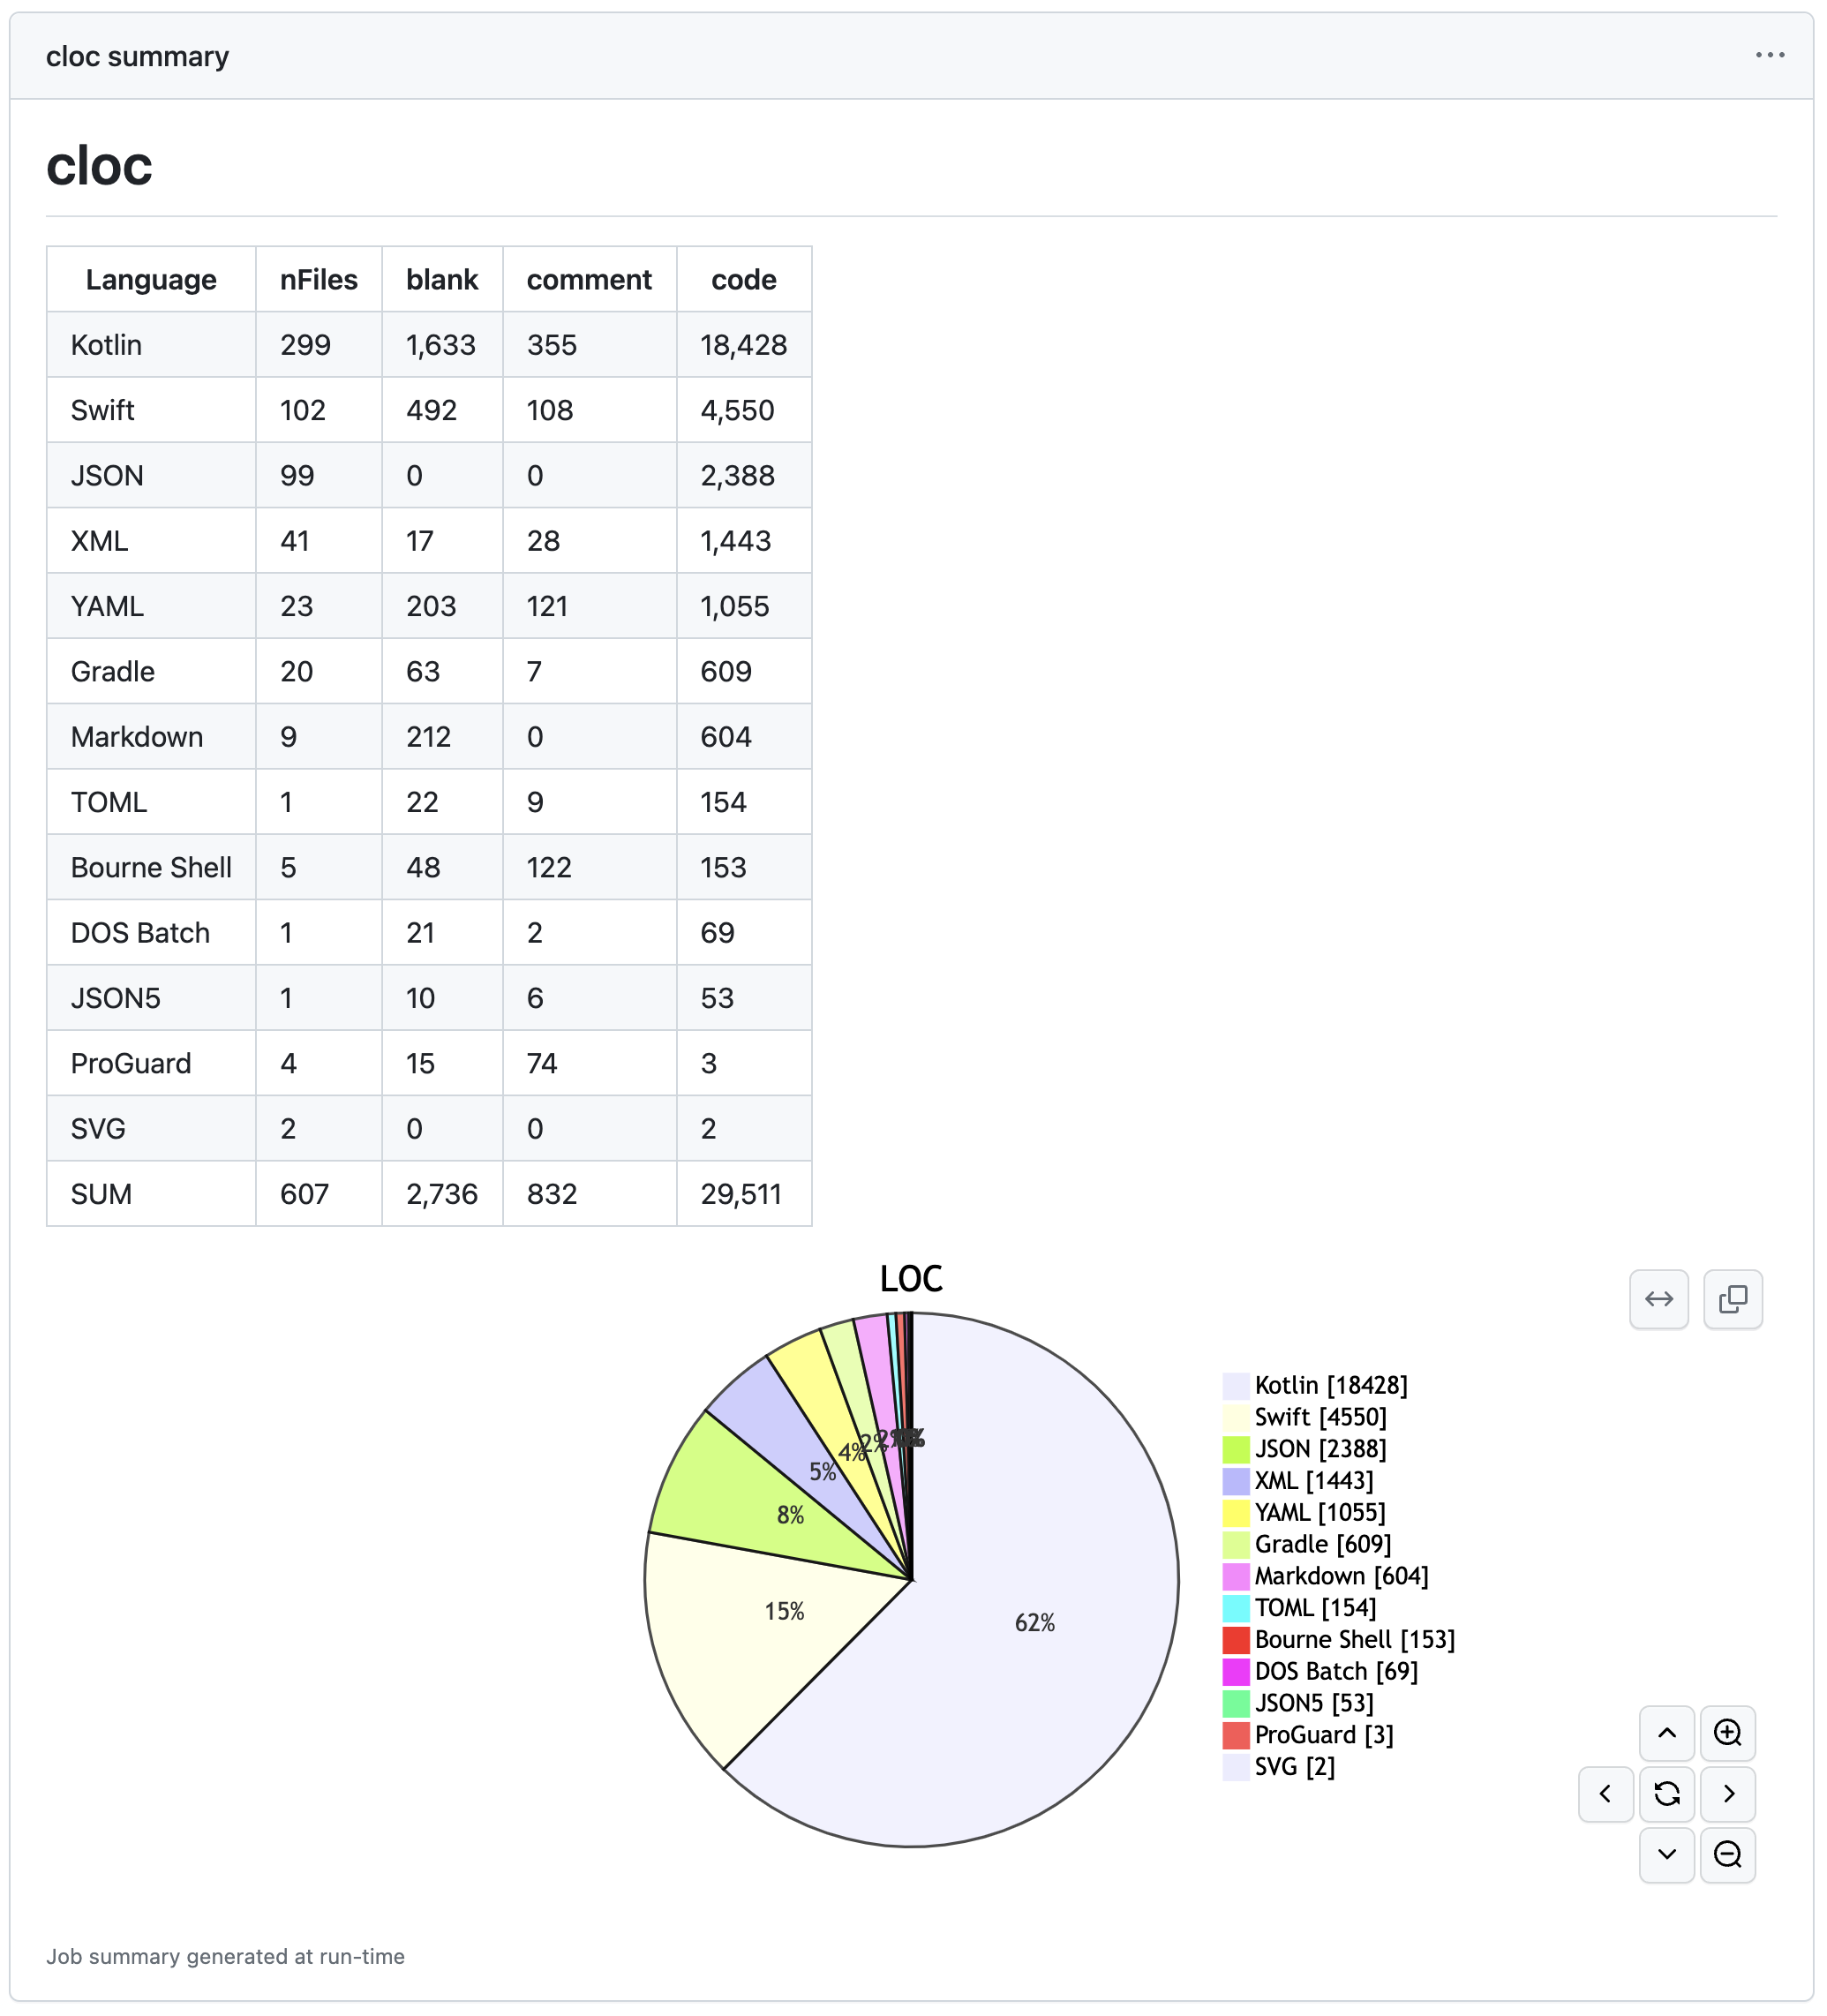 cloc summary
cloc
Language nFiles blank comment code
Kotlin 299 1,633 355 18,428
Swift 102 492 108 4,550
JSON 99 0 0 2,388
XML 41 17 28 1,443
YAML 23 203 121 1,055
Gradle 20 63 7 609
Markdown 9 212 0 604
TOML 1 22 9 154
Bourne Shell 5 48 122 153
DOS Batch 1 21 2 69
JSON5 1 10 6 53
ProGuard 4 15 74 3
SVG 2 0 0 2
SUM 607 2,736 832 29,511
LOC
62%
15%
8%
5%
4%
2%
Kotlin [18428]
Swift [4550]
JSON [2388]
XML [1443]
YAML [1055]
Gradle [609]
Markdown [604]
TOML [154]
Bourne Shell [153]
DOS Batch [69]
JSON5 [53]
ProGuard [3]
SVG [2]
Job summary generated at run-time